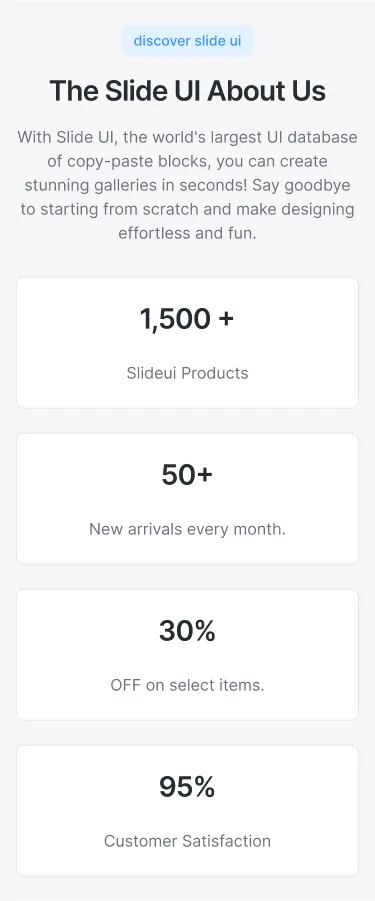 discover slide ui
The Slide UI About Us
With Slide UI, the world's largest UI database
of copy-paste blocks, you can create
stunning galleries in seconds! Say goodbye
to starting from scratch and make designing
effortless and fun.
1,500 +
Slideui Products
50+
New arrivals every month.
30%
OFF on select items.
95%
Customer Satisfaction